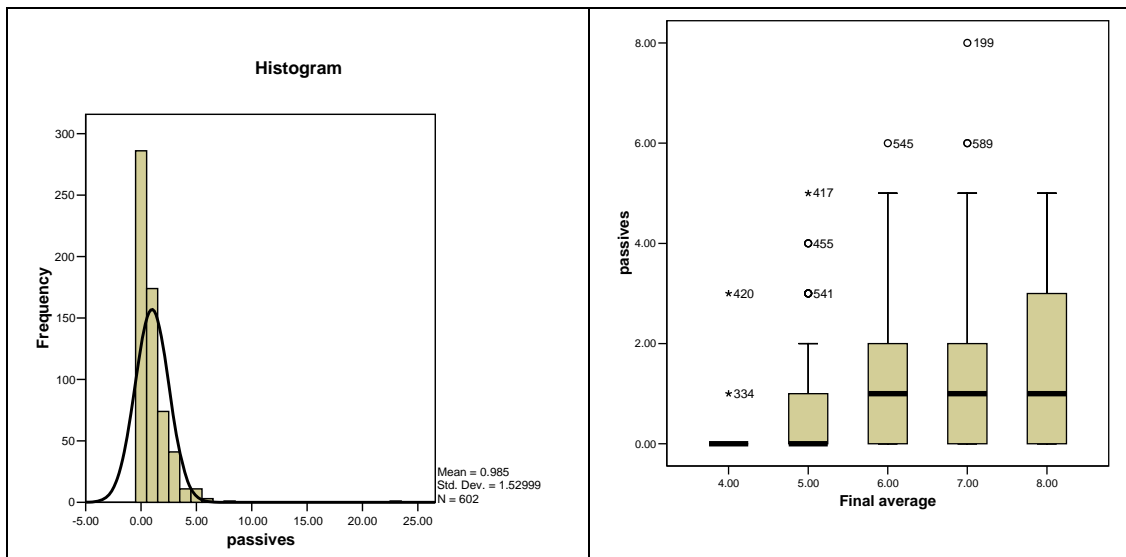 Histogram
Frequency
300
250
200
150
100
50
0
-5.00 0.00 5.00 10.00 15.00 20.00 25.00
passives
Mean = 0.985
Std. Dev. = 1.52999
N = 602
passives
8.00
6.00
4.00
2.00
0.00
199
545
589
417
455
541
420
334
4.00 5.00 6.00 7.00 8.00
Final average